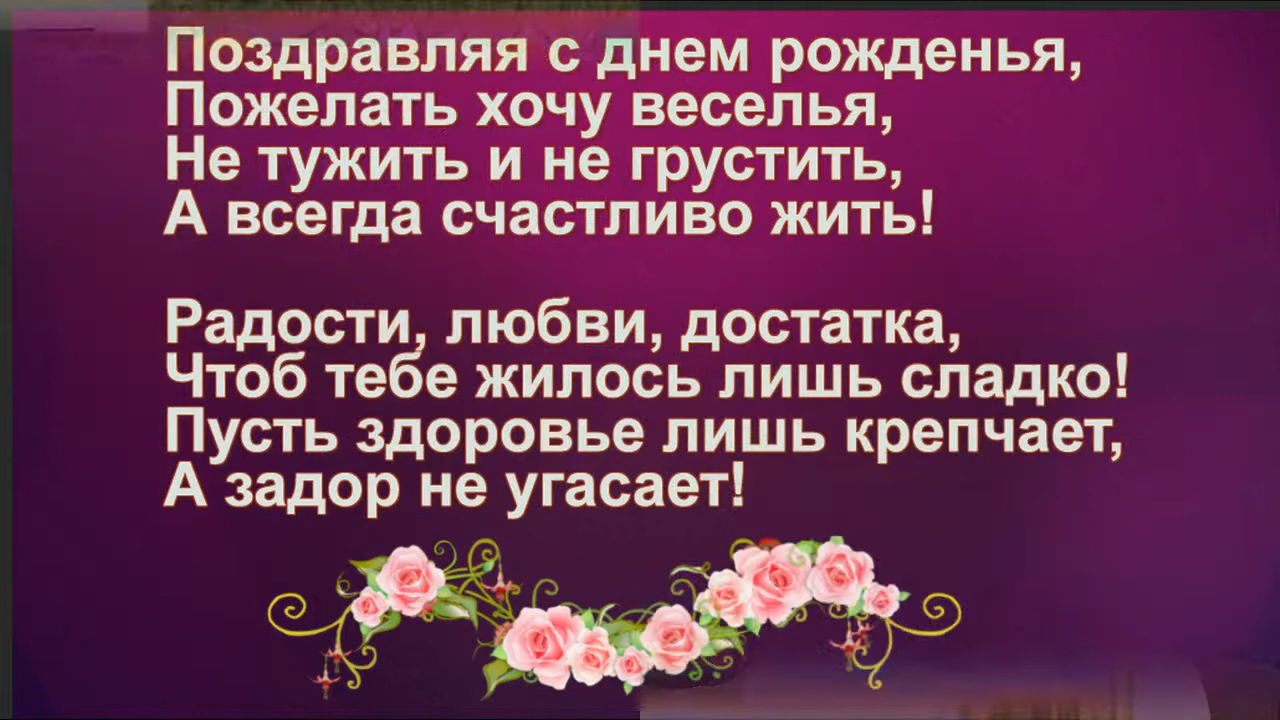 Поздравляя с днем рожденья,
Пожелать хочу веселья,
Не тужить и не грустить,
А всегда счастливо жить!
Радости, любви, достатка,
Чтоб тебе жилось лишь сладко!
Пусть здоровье лишь крепчает,
А задор не угасает!